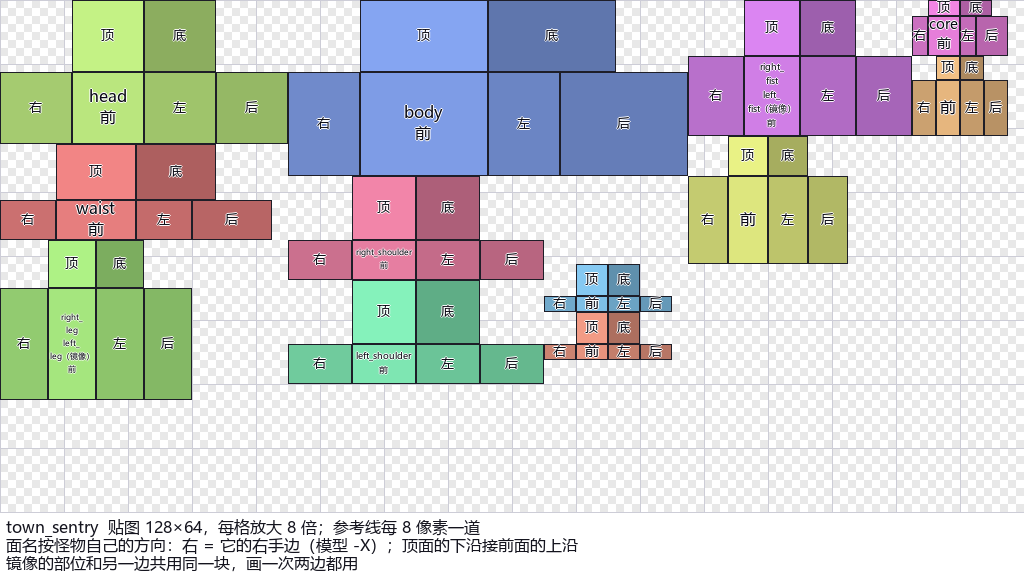 顶 底
右 head 左 后
前
顶 底
右 waist 左 后
前
顶 底
右 right_ 左 后
leg
left_
leg（镜像）
前
顶 底
右 body 左 后
前
顶 底
右 right_shoulder 左 后
前
顶 底
右 left_shoulder 左 后
前
顶 底
右 前 左 后
顶 底
右 前 左 后
顶 底
右 right_ 左 后
fist
left_
fist（镜像）
前
顶 底
右 前 左 后
顶 底
右 core 左 后
前
顶 底
右 前 左 后
town_sentry 贴图 128×64，每格放大 8 倍；参考线每 8 像素一道
面名按怪物自己的方向：右 = 它的右手边（模型 -X）；顶面的下沿接前面的上沿
镜像的部位和另一边共用同一块，画一次两边都用